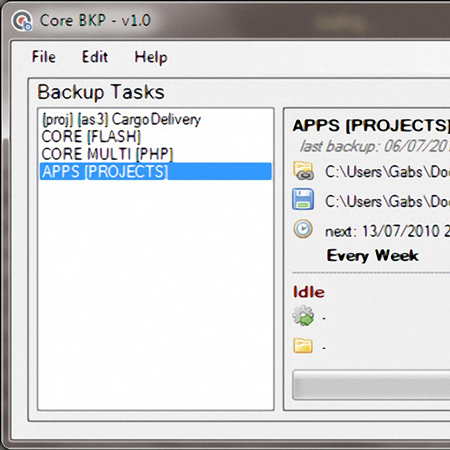 Core BKP - v1.0
File Edit Help
Backup Tasks
[proj] [as3] CargoDelivery
CORE [FLASH]
CORE MULTI [PHP]
APPS [PROJECTS]
APPS [PROJECTS]
last backup: 06/07/20
C:\Users\Gabs\Do
C:\Users\Gabs\Do
next: 13/07/2010 2
Every Week
Idle
-
-